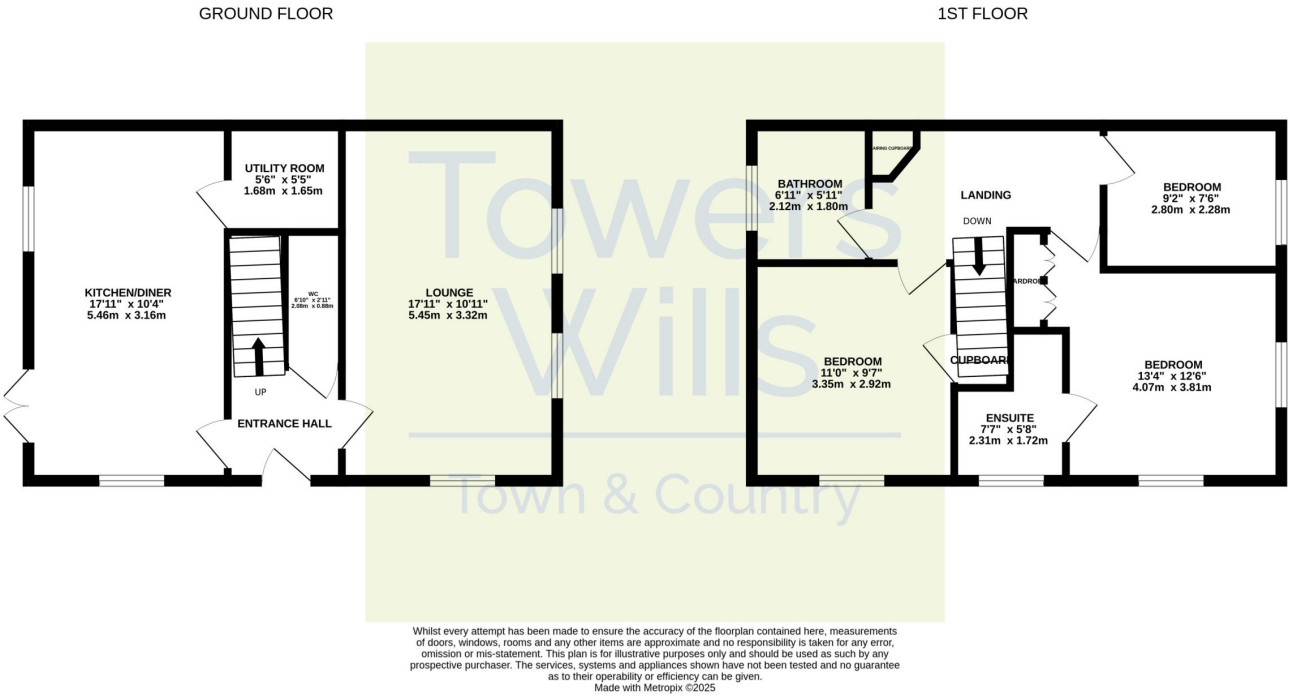 GROUND FLOOR
1ST FLOOR
Towers
Wills
Town & Country
UTILITY ROOM
5'6" x 5'5"
1.68m x 1.65m
KITCHEN/DINER
17'11" x 10'4"
5.46m x 3.16m
WC
6'10" x 2'11"
2.08m x 0.88m
LOUNGE
17'11" x 10'11"
5.45m x 3.32m
UP
ENTRANCE HALL
BATHROOM
6'11" x 5'11"
2.12m x 1.80m
AIRING CUPBOARD
LANDING
DOWN
BEDROOM
9'2" x 7'6"
2.80m x 2.28m
ARDROB
BEDROOM
11'0" x 9'7"
3.35m x 2.92m
CUPBOARD
BEDROOM
13'4" x 12'6"
4.07m x 3.81m
ENSUITE
7'7" x 5'8"
2.31m x 1.72m
Whilst every attempt has been made to ensure the accuracy of the floorplan contained here, measurements
of doors, windows, rooms and any other items are approximate and no responsibility is taken for any error,
omission or mis-statement. This plan is for illustrative purposes only and should be used as such by any
prospective purchaser. The services, systems and appliances shown have not been tested and no guarantee
as to their operability or efficiency can be given.
Made with Metropix ©2025